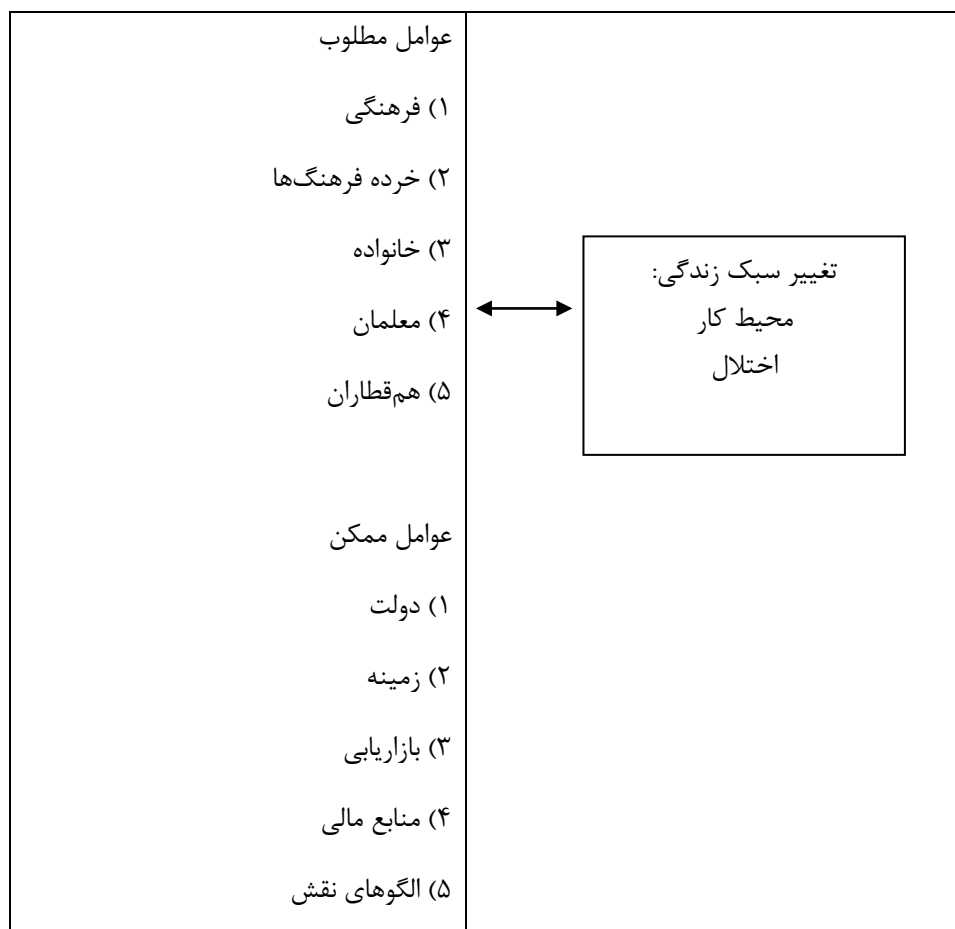 عوامل مطلوب
۱) فرهنگی
۲) خرده فرهنگ‌ها
۳) خانواده
۴) معلمان
۵) هم‌قطاران
عوامل ممکن
۱) دولت
۲) زمینه
۳) بازاریابی
۴) منابع مالی
۵) الگوهای نقش
تغییر سبک زندگی:
محیط کار
اختلال